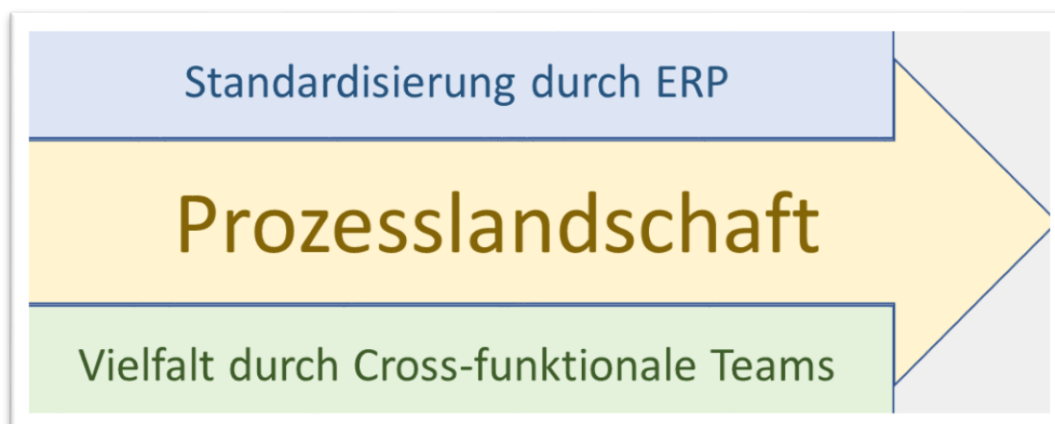 Standardisierung durch ERP
Prozesslandschaft
Vielfalt durch Cross-funktionale Teams